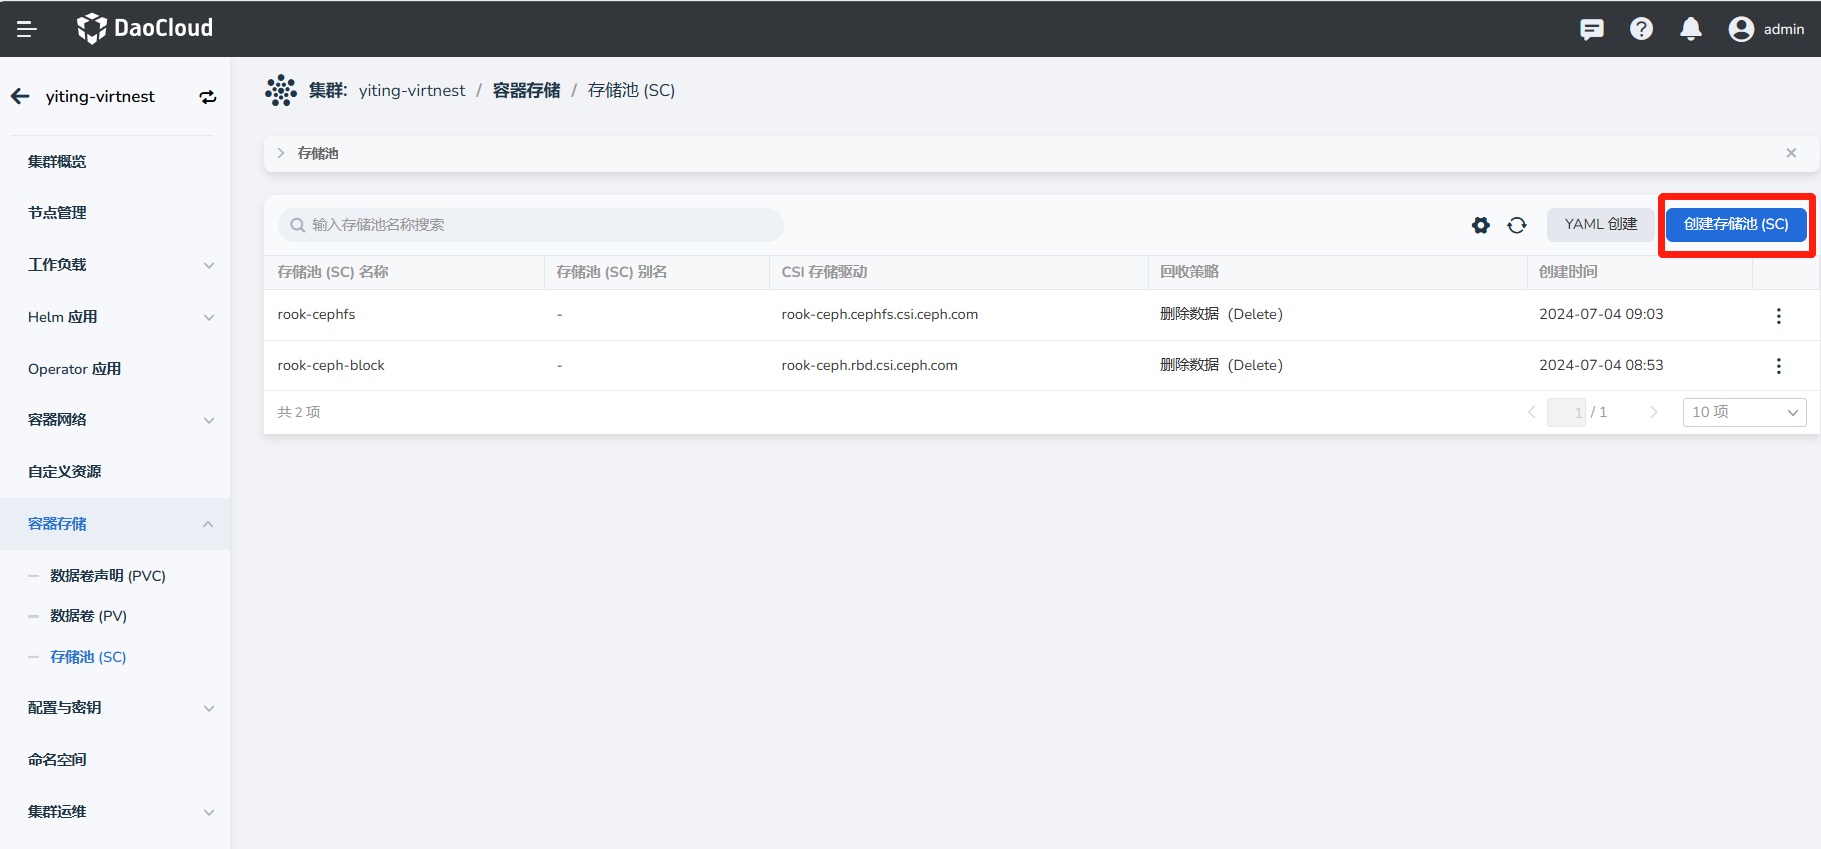 DaoCloud
admin
yiting-virtnest
集群概览
节点管理
工作负载
Helm 应用
Operator 应用
容器网络
自定义资源
容器存储
数据卷声明 (PVC)
数据卷 (PV)
存储池 (SC)
配置与密钥
命名空间
集群运维
集群: yiting-virtnest / 容器存储 / 存储池 (SC)
存储池
输入存储池名称搜索
YAML 创建
创建存储池 (SC)
存储池 (SC) 名称 存储池 (SC) 别名 CSI 存储驱动 回收策略 创建时间
rook-cephfs - rook-ceph.cephfs.csi.ceph.com 删除数据（Delete） 2024-07-04 09:03
rook-ceph-block - rook-ceph.rbd.csi.ceph.com 删除数据（Delete） 2024-07-04 08:53
共 2 项 1 / 1 10 项